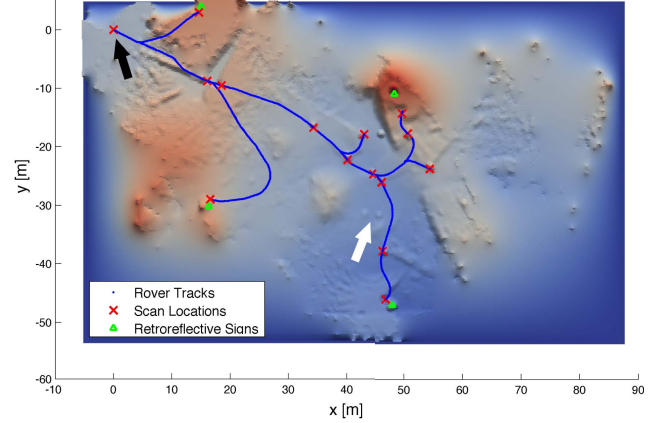 0
-10
-20
-30
-40
-50
-60
y [m]
Rover Tracks
Scan Locations
Retroreflective Signs
-10 0 10 20 30 40 50 60 70 80 90
x [m]